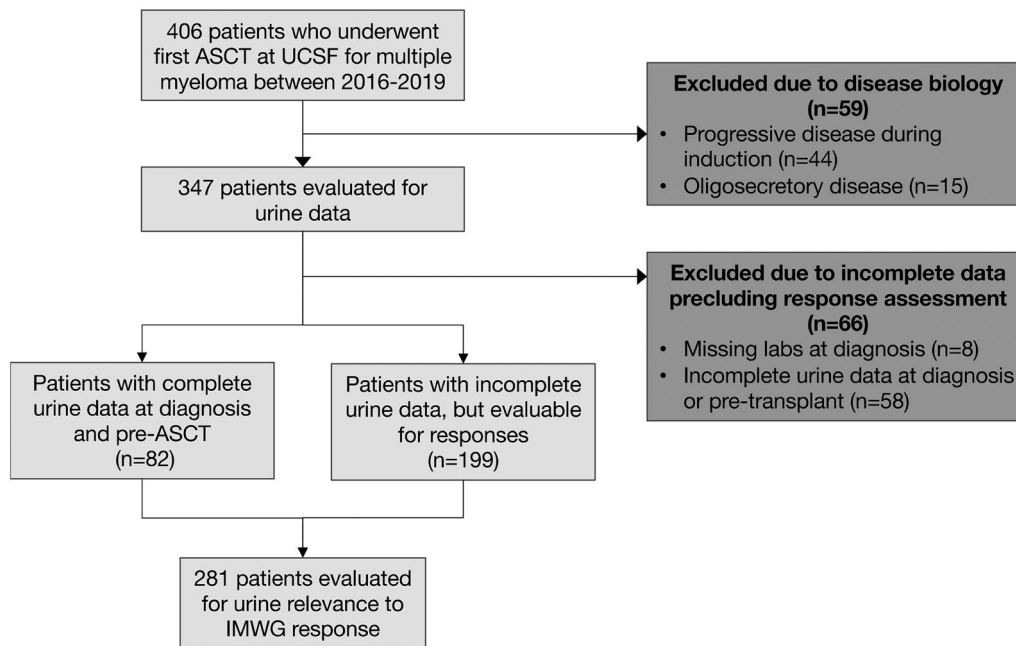 406 patients who underwent
first ASCT at UCSF for multiple
myeloma between 2016-2019
Excluded due to disease biology
(n=59)
• Progressive disease during
induction (n=44)
• Oligosecretory disease (n=15)
347 patients evaluated for
urine data
Excluded due to incomplete data
precluding response assessment
(n=66)
• Missing labs at diagnosis (n=8)
• Incomplete urine data at diagnosis
or pre-transplant (n=58)
Patients with complete
urine data at diagnosis
and pre-ASCT
(n=82)
Patients with incomplete
urine data, but evaluable
for responses
(n=199)
281 patients evaluated
for urine relevance to
IMWG response